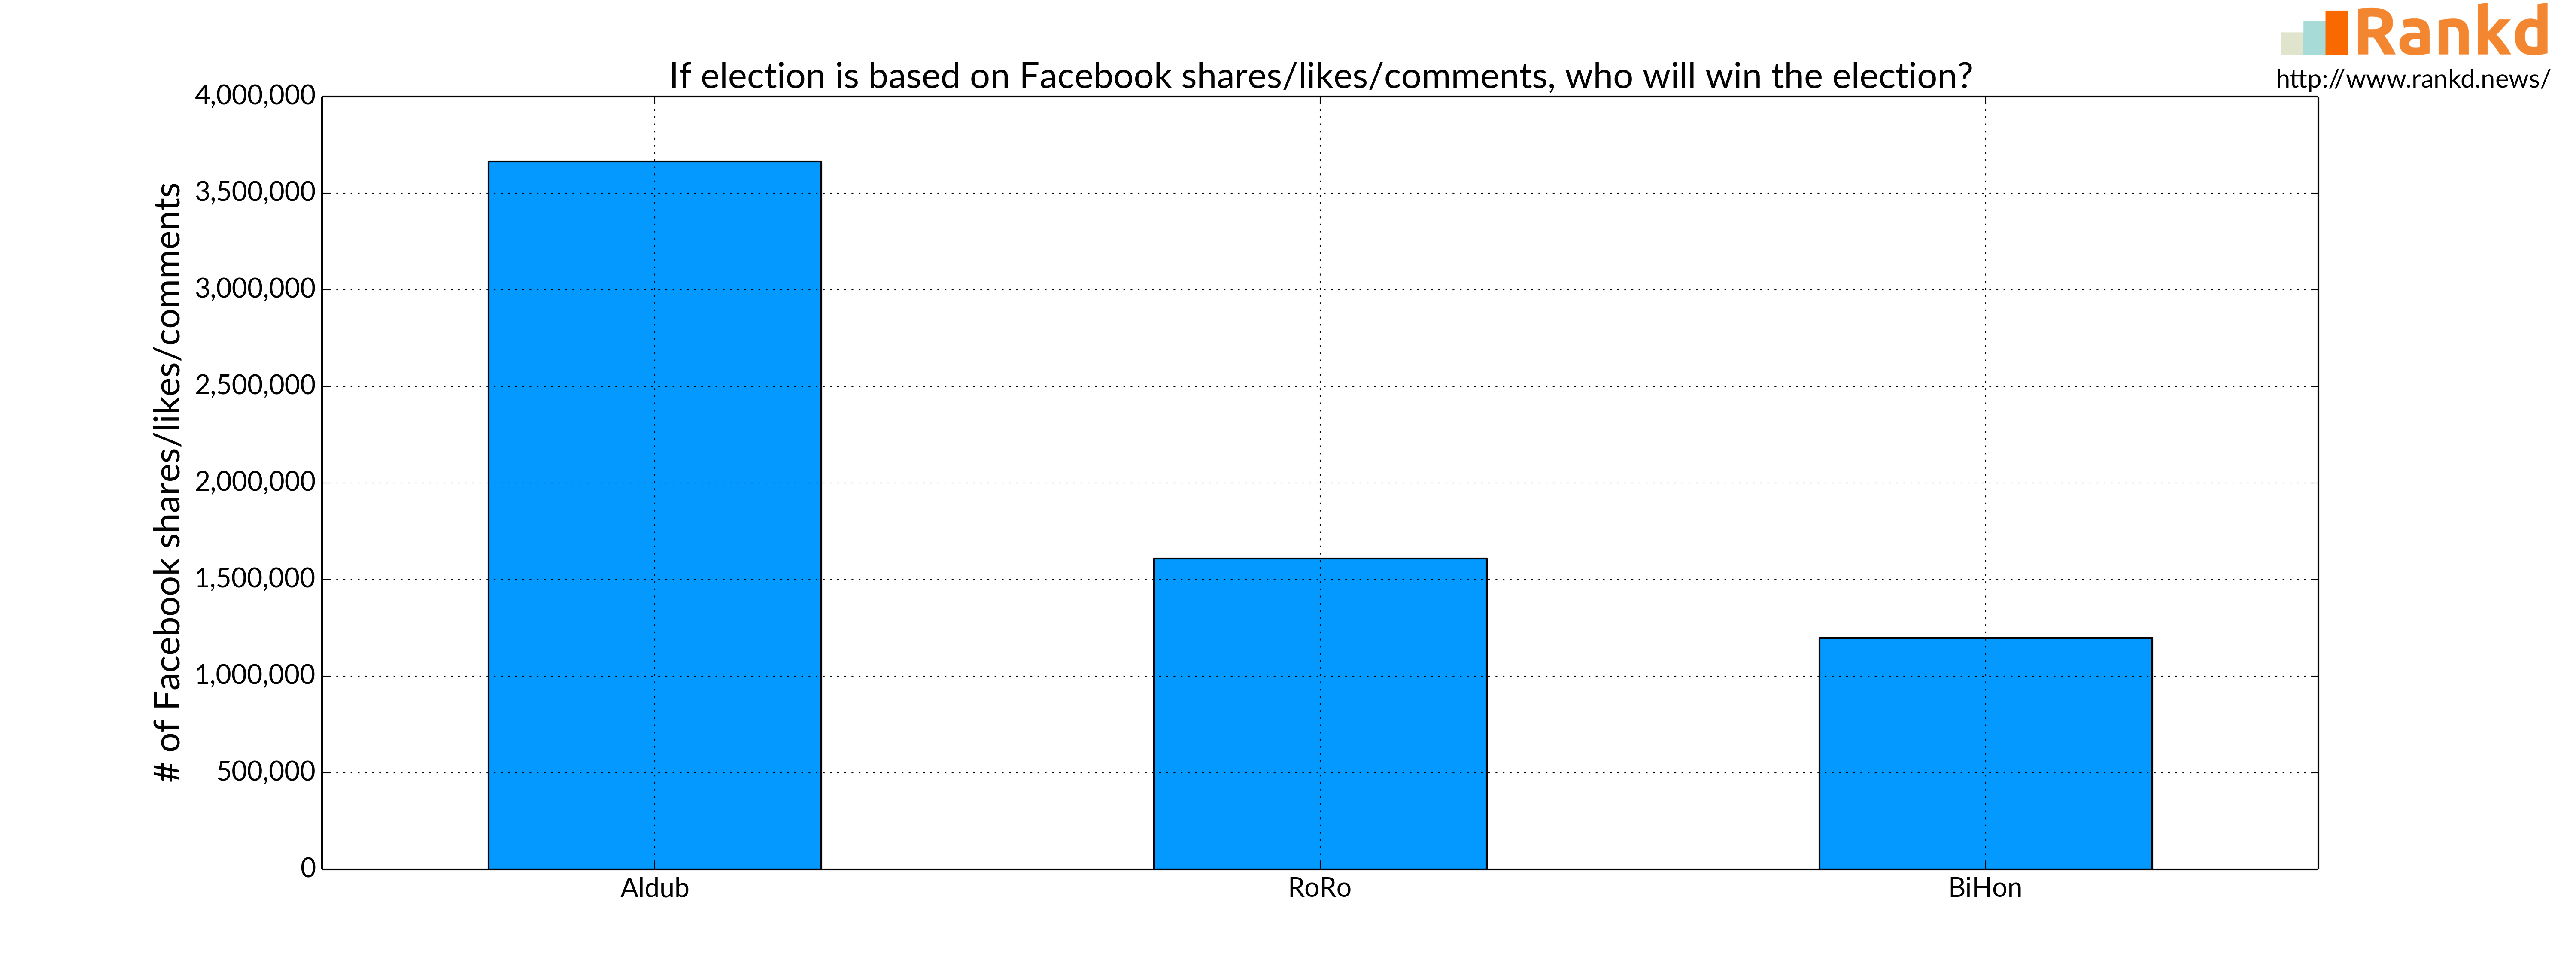 Rankd
http://www.rankd.news/
If election is based on Facebook shares/likes/comments, who will win the election?
# of Facebook shares/likes/comments
4,000,000
3,500,000
3,000,000
2,500,000
2,000,000
1,500,000
1,000,000
500,000
0
Aldub
RoRo
BiHon